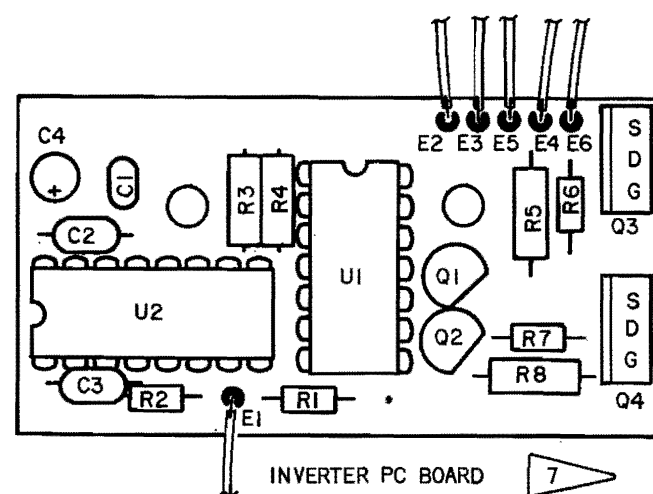 E2 E3 E5 E4 E6
S
D
G
Q3
C4
+
C1
R3
R4
R5
R6
C2
U1
Q1
U2
Q2
S
D
G
Q4
R7
R8
C3
R2
E1
R1
INVERTER PC BOARD 7